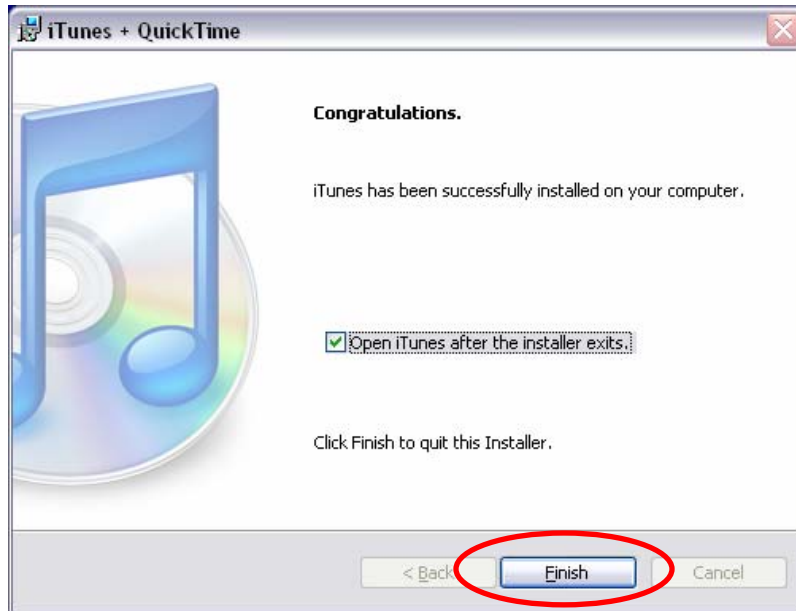 iTunes + QuickTime
Congratulations.
iTunes has been successfully installed on your computer.
Open iTunes after the installer exits.
Click Finish to quit this Installer.
< Back Finish Cancel